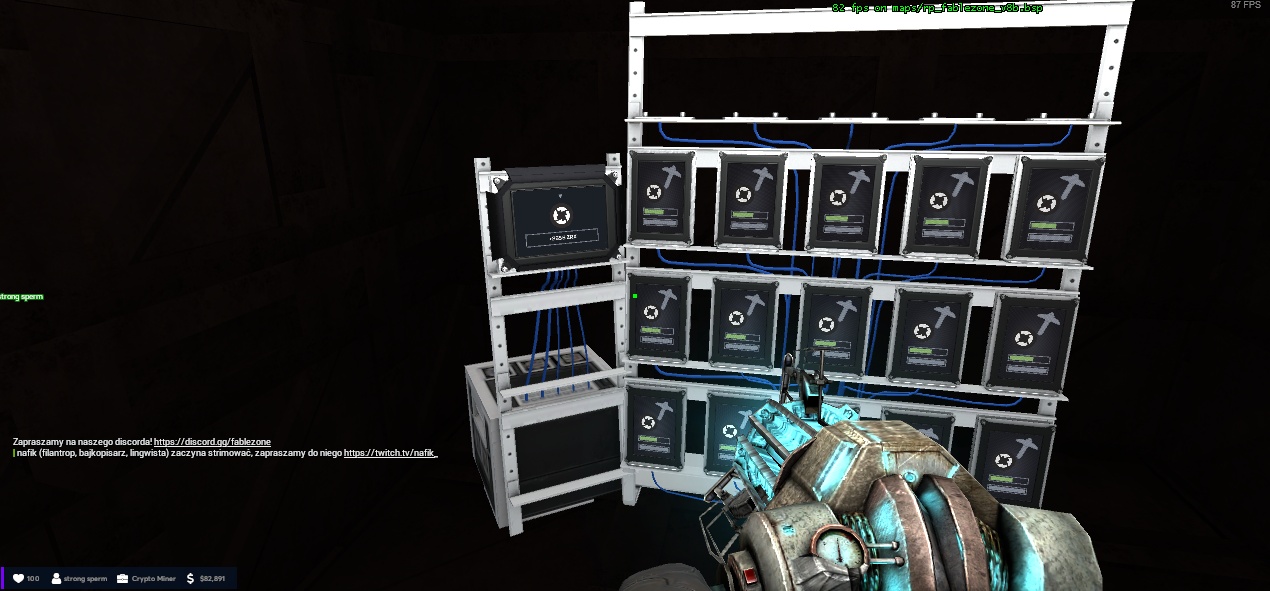 82 fps on maps/rp_fablezone_v8b.bsp
87 FPS
strong sperm
Zapraszamy na naszego discorda! https://discord.gg/fablezone
nafik (filantrop, bajkopisarz, lingwista) zaczyna strimować, zapraszamy do niego https://twitch.tv/nafik_
100 strong sperm Crypto Miner $ $82,891